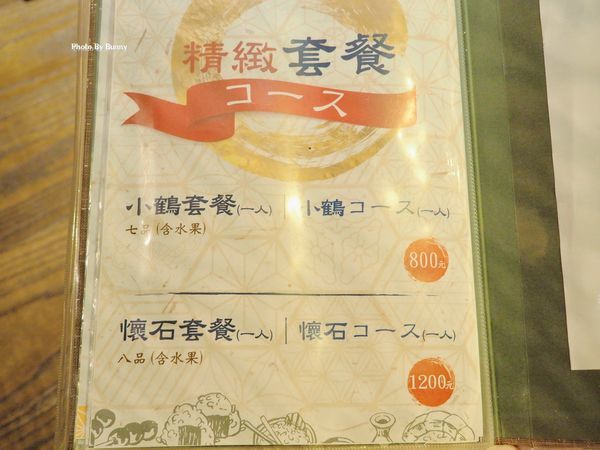 Photo By Bunny
精緻套餐
コース
小鶴套餐(一人) | 小鶴コース(一人)
七品(含水果)
800元
懷石套餐(一人) | 懷石コース(一人)
八品(含水果)
1200元